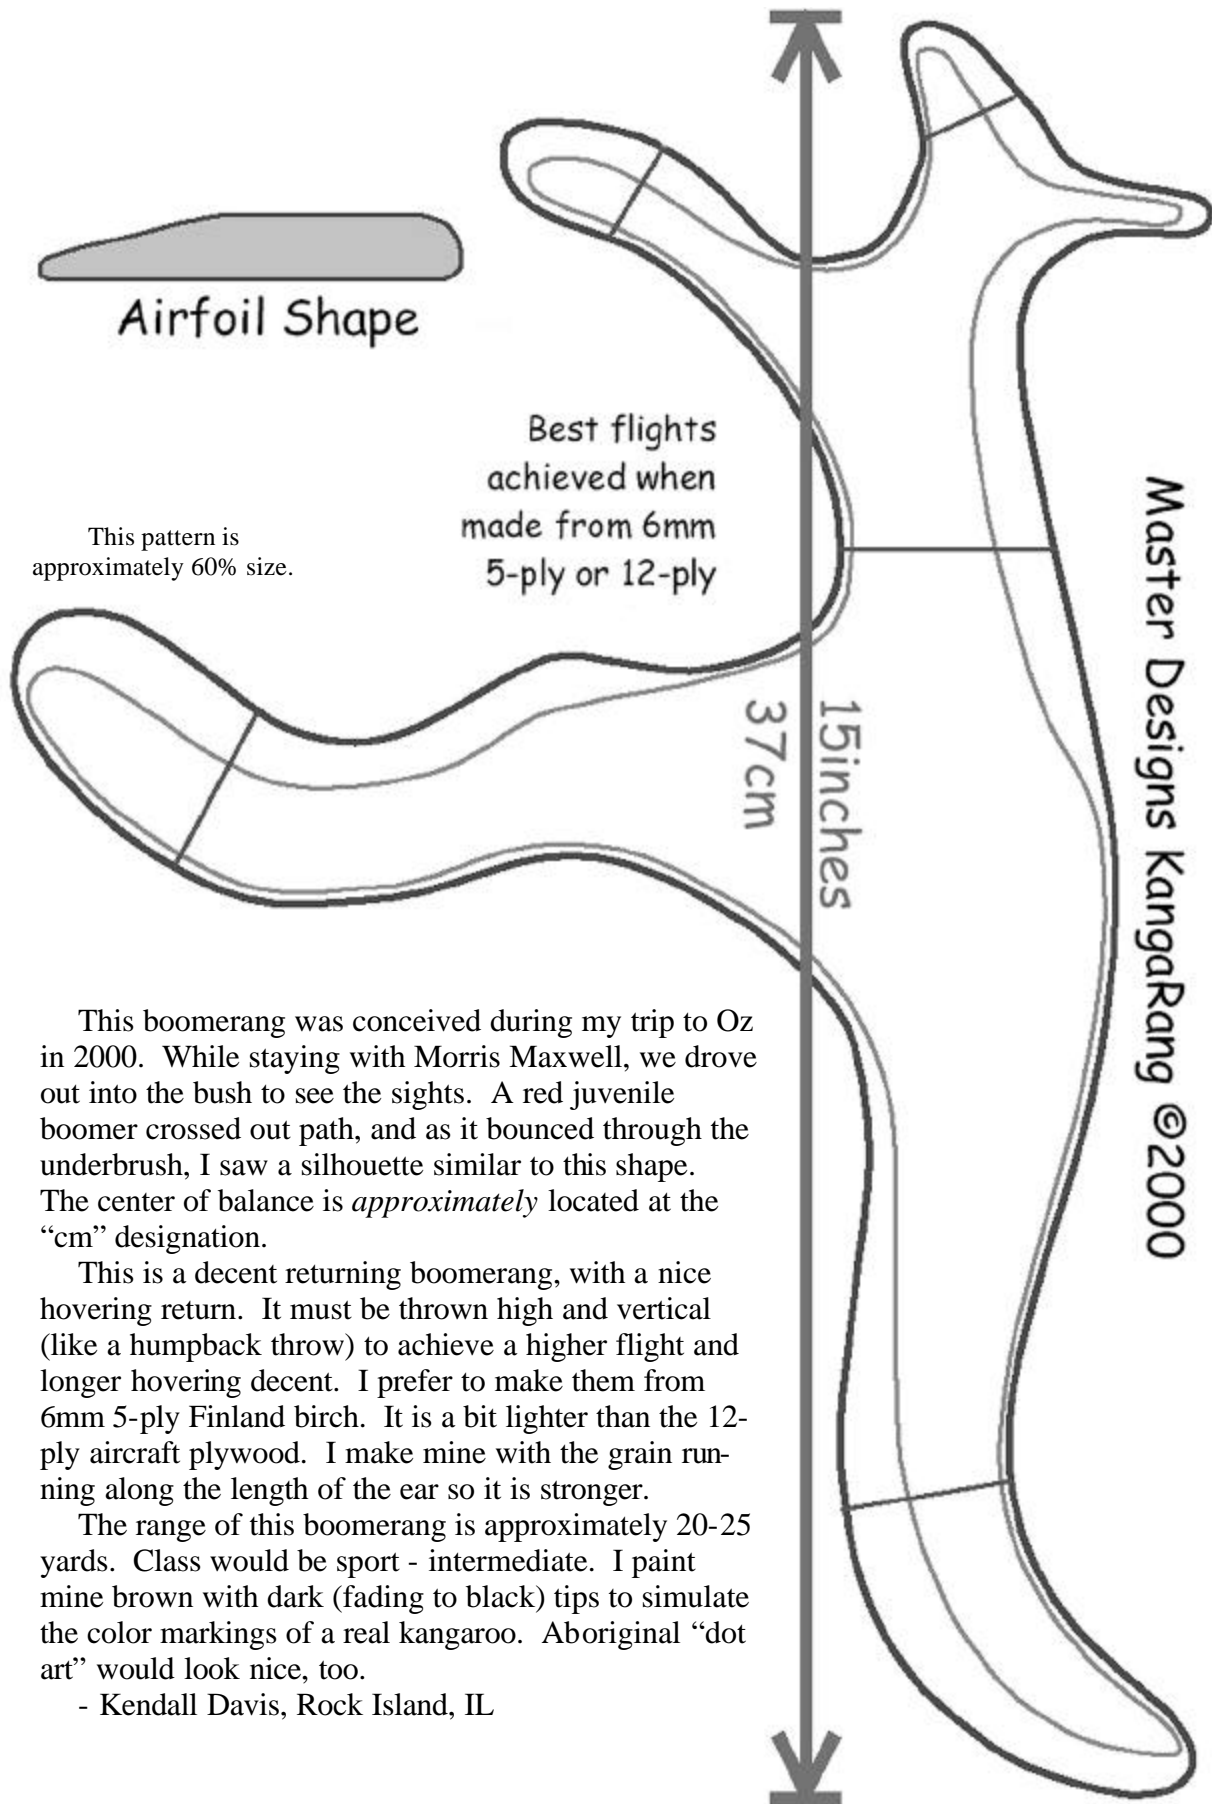 Airfoil Shape
Best flights
achieved when
made from 6mm
5-ply or 12-ply
This pattern is
approximately 60% size.
15inches
37cm
Master Designs KangaRang ©2000
This boomerang was conceived during my trip to Oz
in 2000.  While staying with Morris Maxwell, we drove
out into the bush to see the sights.  A red juvenile
boomer crossed out path, and as it bounced through the
underbrush, I saw a silhouette similar to this shape.
The center of balance is approximately located at the
“cm” designation.
This is a decent returning boomerang, with a nice
hovering return.  It must be thrown high and vertical
(like a humpback throw) to achieve a higher flight and
longer hovering decent.  I prefer to make them from
6mm 5-ply Finland birch.  It is a bit lighter than the 12-
ply aircraft plywood.  I make mine with the grain run-
ning along the length of the ear so it is stronger.
The range of this boomerang is approximately 20-25
yards.  Class would be sport - intermediate.  I paint
mine brown with dark (fading to black) tips to simulate
the color markings of a real kangaroo.  Aboriginal “dot
art” would look nice, too.
- Kendall Davis, Rock Island, IL